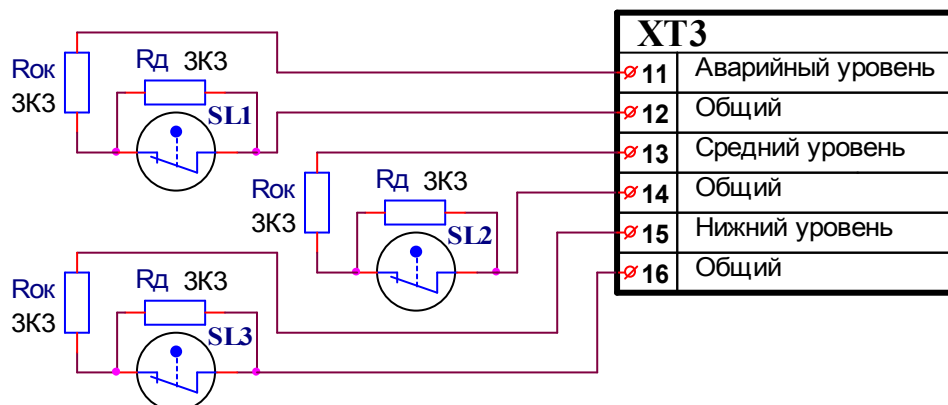 XT3
11 Аварийный уровень
12 Общий
13 Средний уровень
14 Общий
15 Нижний уровень
16 Общий
Rок
3К3
Rд 3К3
SL1
Rок
3К3
Rд 3К3
SL2
Rок
3К3
Rд 3К3
SL3